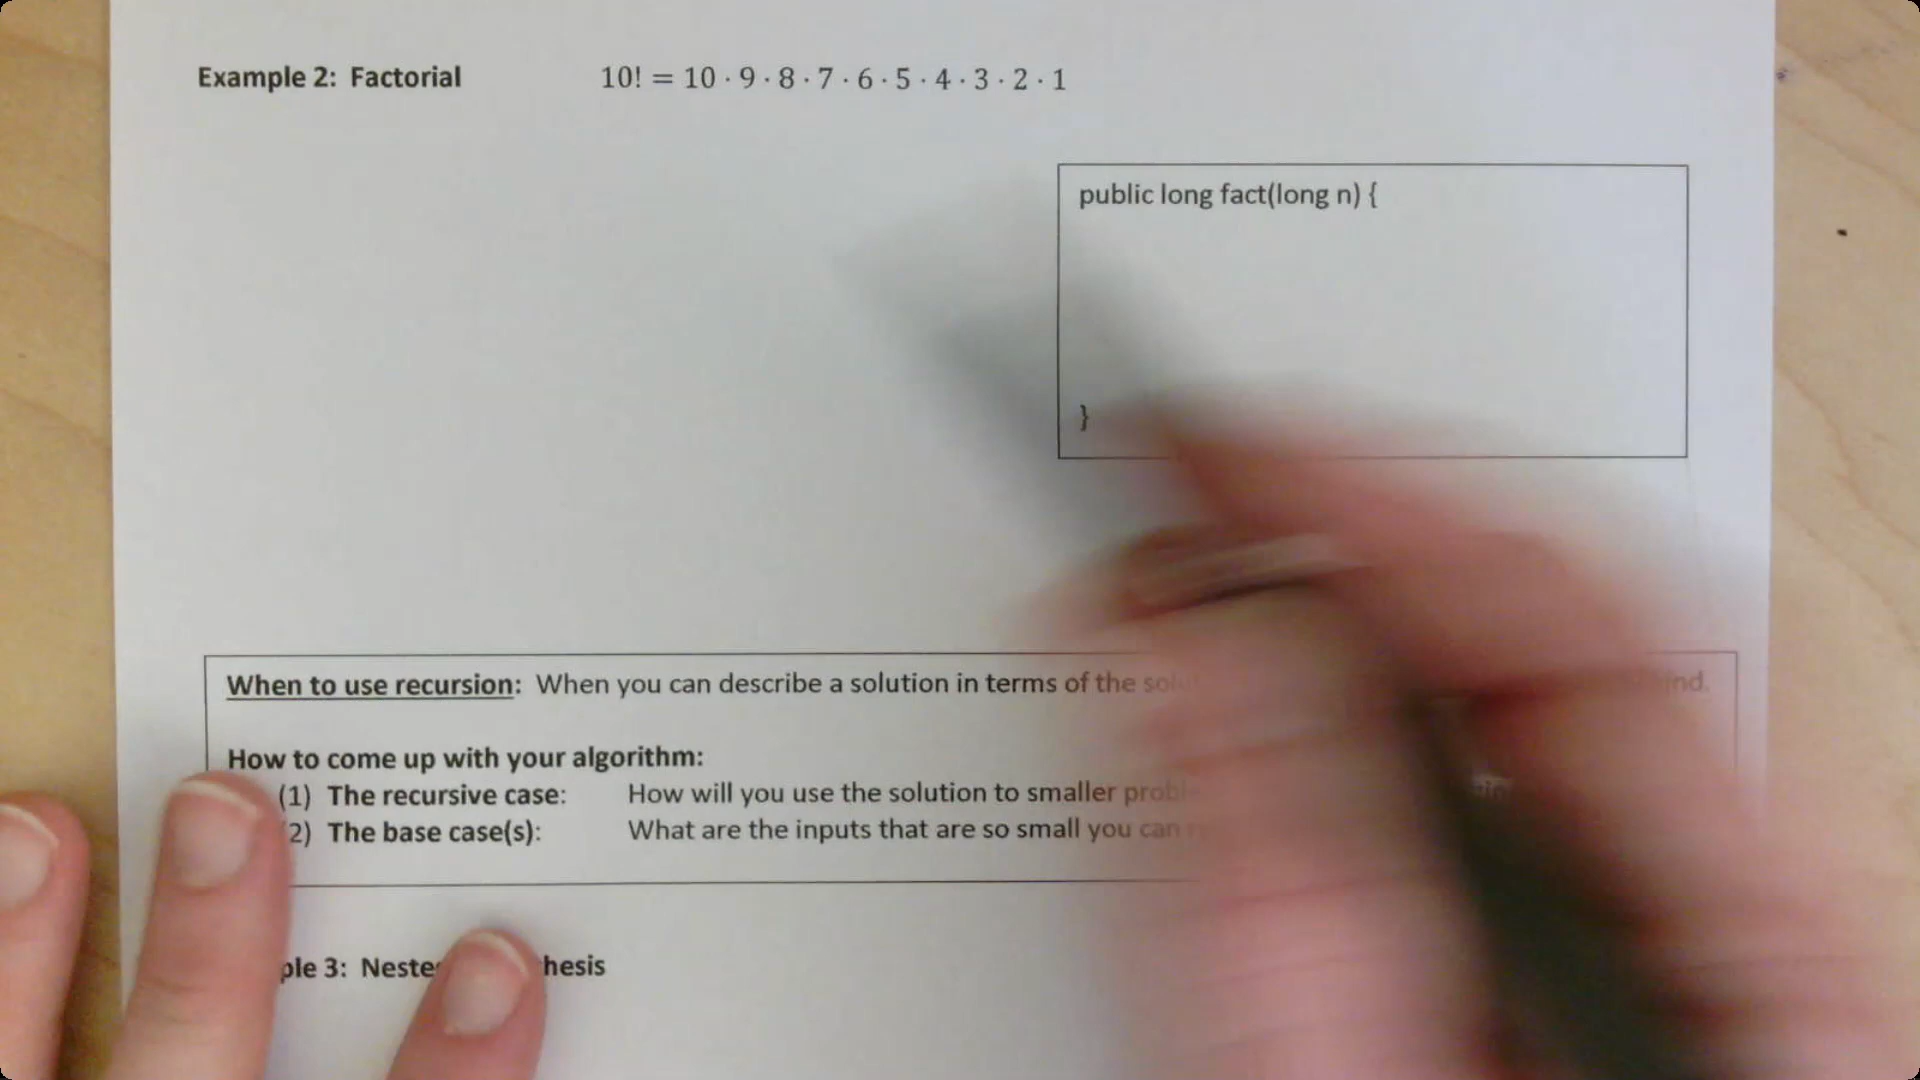 Example 2: Factorial
10! = 10 · 9 · 8 · 7 · 6 · 5 · 4 · 3 · 2 · 1
public long fact(long n) {
}
When to use recursion: When you can describe a solution in terms of the
How to come up with your algorithm:
(1) The recursive case: How will you use the solution to smaller
2) The base case(s): What are the inputs that are so small you can
3: